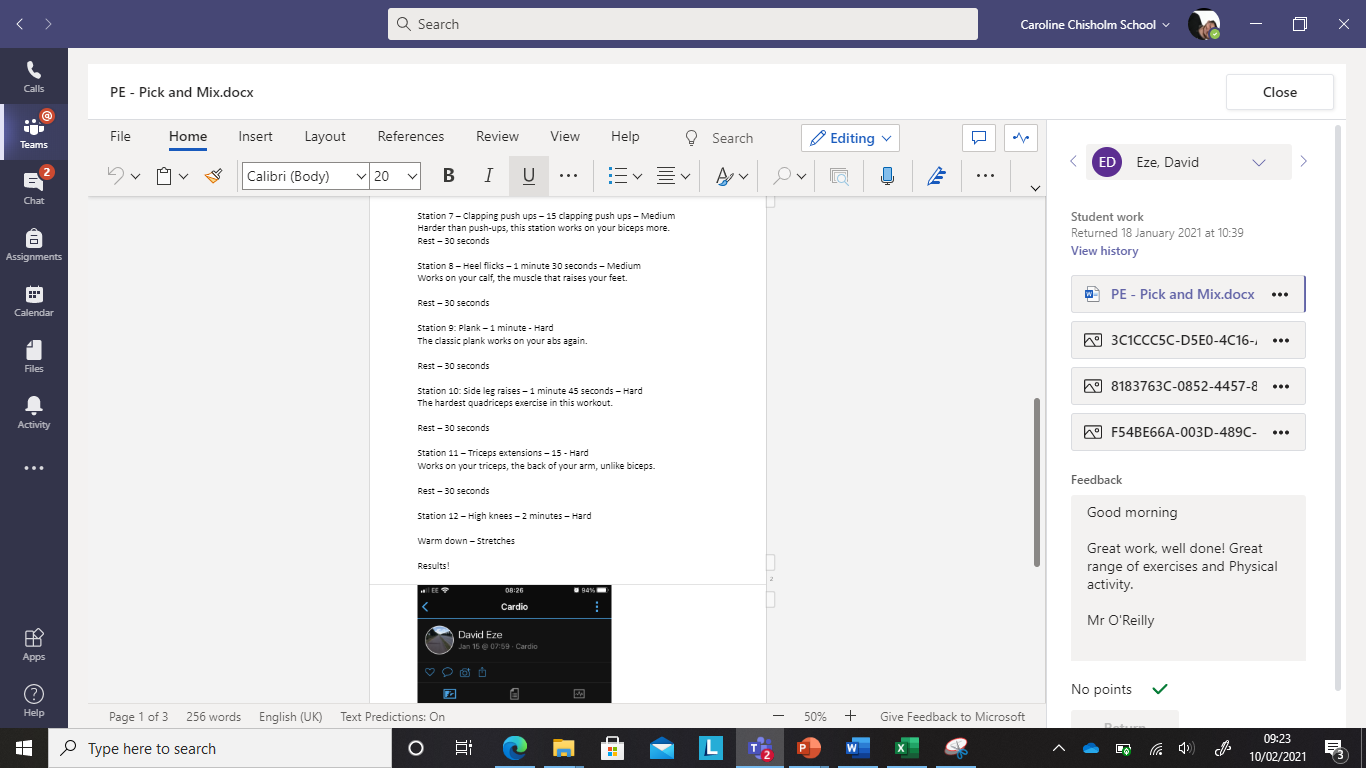 Search
Caroline Chisholm School
Calls
Teams
@
Chat
2
Assignments
Calendar
Files
Activity
Apps
Help
PE - Pick and Mix.docx
Close
File Home Insert Layout References Review View Help Search Editing
Calibri (Body) 20 B I U
Station 7 – Clapping push ups – 15 clapping push ups – Medium
Harder than push-ups, this station works on your biceps more.
Rest – 30 seconds
Station 8 – Heel flicks – 1 minute 30 seconds – Medium
Works on your calf, the muscle that raises your feet.
Rest – 30 seconds
Station 9: Plank – 1 minute - Hard
The classic plank works on your abs again.
Rest – 30 seconds
Station 10: Side leg raises – 1 minute 45 seconds – Hard
The hardest quadriceps exercise in this workout.
Rest – 30 seconds
Station 11 – Triceps extensions – 15 - Hard
Works on your triceps, the back of your arm, unlike biceps.
Rest – 30 seconds
Station 12 – High knees – 2 minutes – Hard
Warm down – Stretches
Results!
2
EE 08:26 94%
Cardio
David Eze
Jan 15 @ 07:59 - Cardio
Page 1 of 3 256 words English (UK) Text Predictions: On 50% Give Feedback to Microsoft
ED Eze, David
Student work
Returned 18 January 2021 at 10:39
View history
PE - Pick and Mix.docx
3C1CCC5C-D5E0-4C16-
8183763C-0852-4457-8
F54BE66A-003D-489C-
Feedback
Good morning
Great work, well done! Great
range of exercises and Physical
activity.
Mr O'Reilly
No points
Return
Type here to search
L
2
09:23
10/02/2021
3